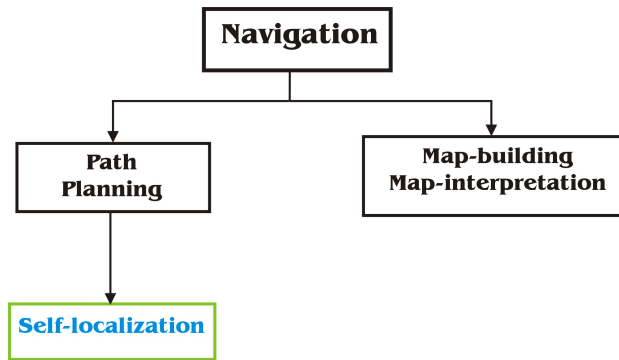 Navigation
Path
Planning
Map-building
Map-interpretation
Self-localization